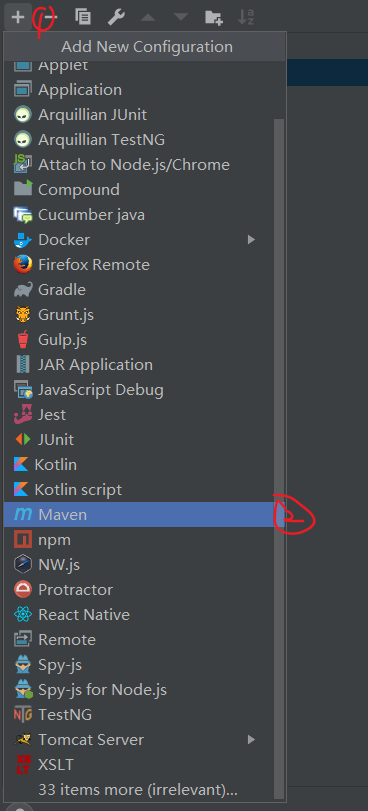 1
Add New Configuration
Applet
Application
Arquillian JUnit
Arquillian TestNG
Attach to Node.js/Chrome
Compound
Cucumber java
Docker
Firefox Remote
Gradle
Grunt.js
Gulp.js
JAR Application
JavaScript Debug
Jest
JUnit
Kotlin
Kotlin script
Maven
2
npm
NW.js
Protractor
React Native
Remote
Spy-js
Spy-js for Node.js
TestNG
Tomcat Server
XSLT
33 items more (irrelevant)...